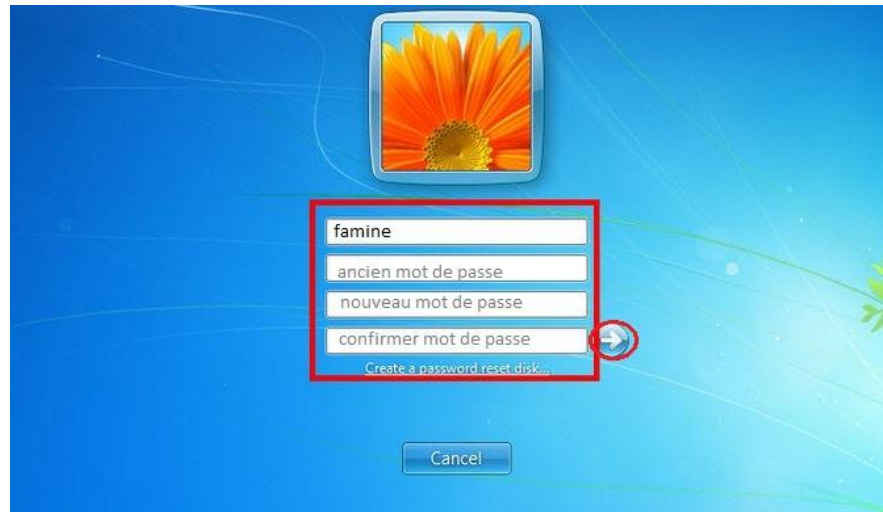 famine
ancien mot de passe
nouveau mot de passe
confirmer mot de passe
Create a password reset disk...
Cancel